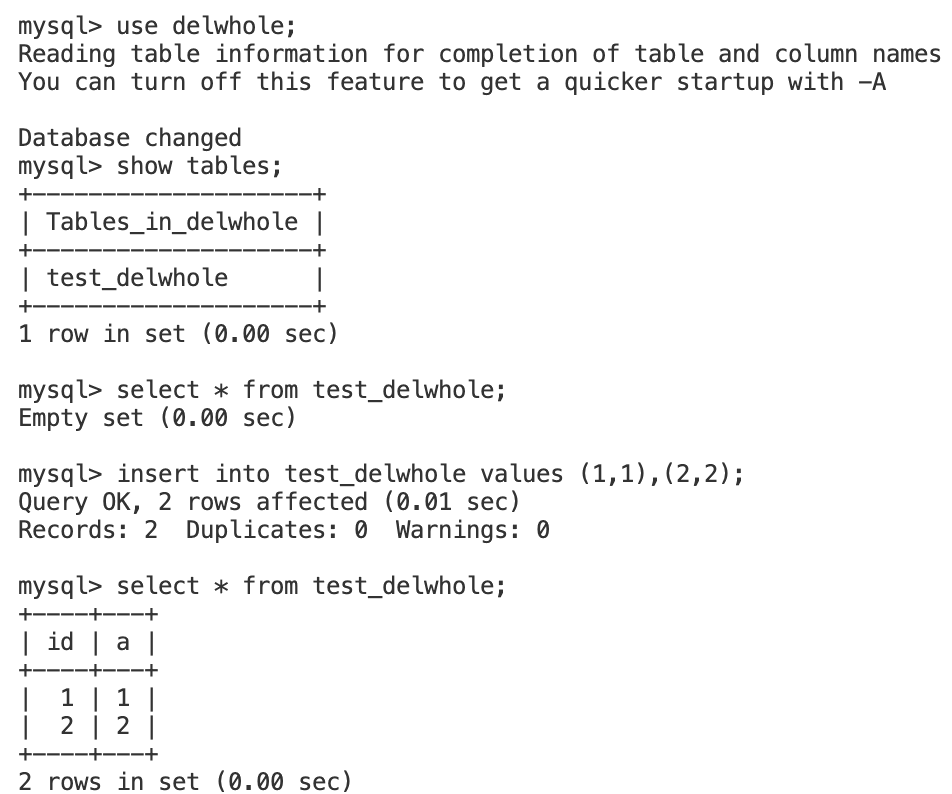 mysql> use delwhole;
Reading table information for completion of table and column names
You can turn off this feature to get a quicker startup with -A

Database changed
mysql> show tables;
+--------------------+
| Tables_in_delwhole |
+--------------------+
| test_delwhole      |
+--------------------+
1 row in set (0.00 sec)

mysql> select * from test_delwhole;
Empty set (0.00 sec)

mysql> insert into test_delwhole values (1,1),(2,2);
Query OK, 2 rows affected (0.01 sec)
Records: 2  Duplicates: 0  Warnings: 0

mysql> select * from test_delwhole;
+----+---+
| id | a |
+----+---+
|  1 | 1 |
|  2 | 2 |
+----+---+
2 rows in set (0.00 sec)